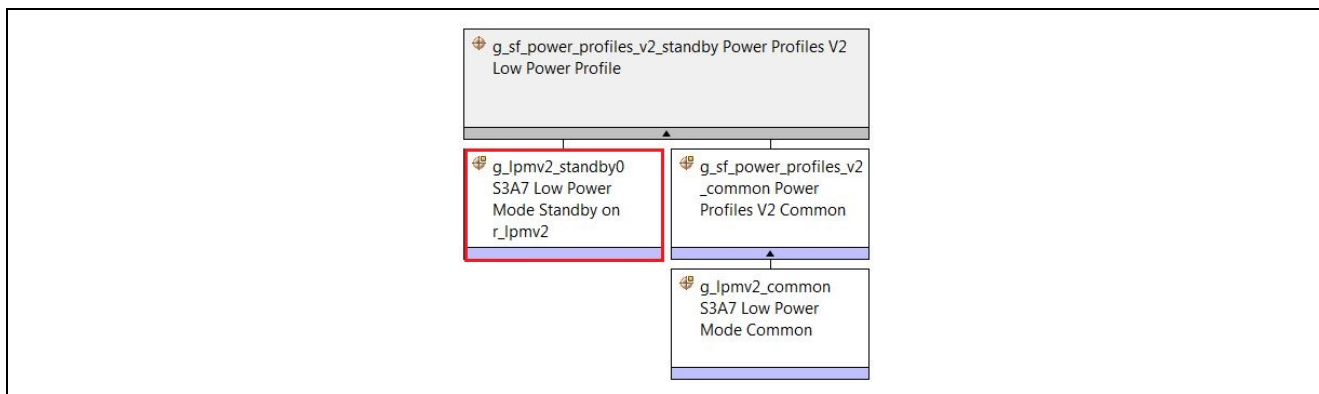 g_sf_power_profiles_v2_standby Power Profiles V2
Low Power Profile
g_lpmv2_standby0
S3A7 Low Power
Mode Standby on
r_lpmv2
g_sf_power_profiles_v2
_common Power
Profiles V2 Common
g_lpmv2_common
S3A7 Low Power
Mode Common